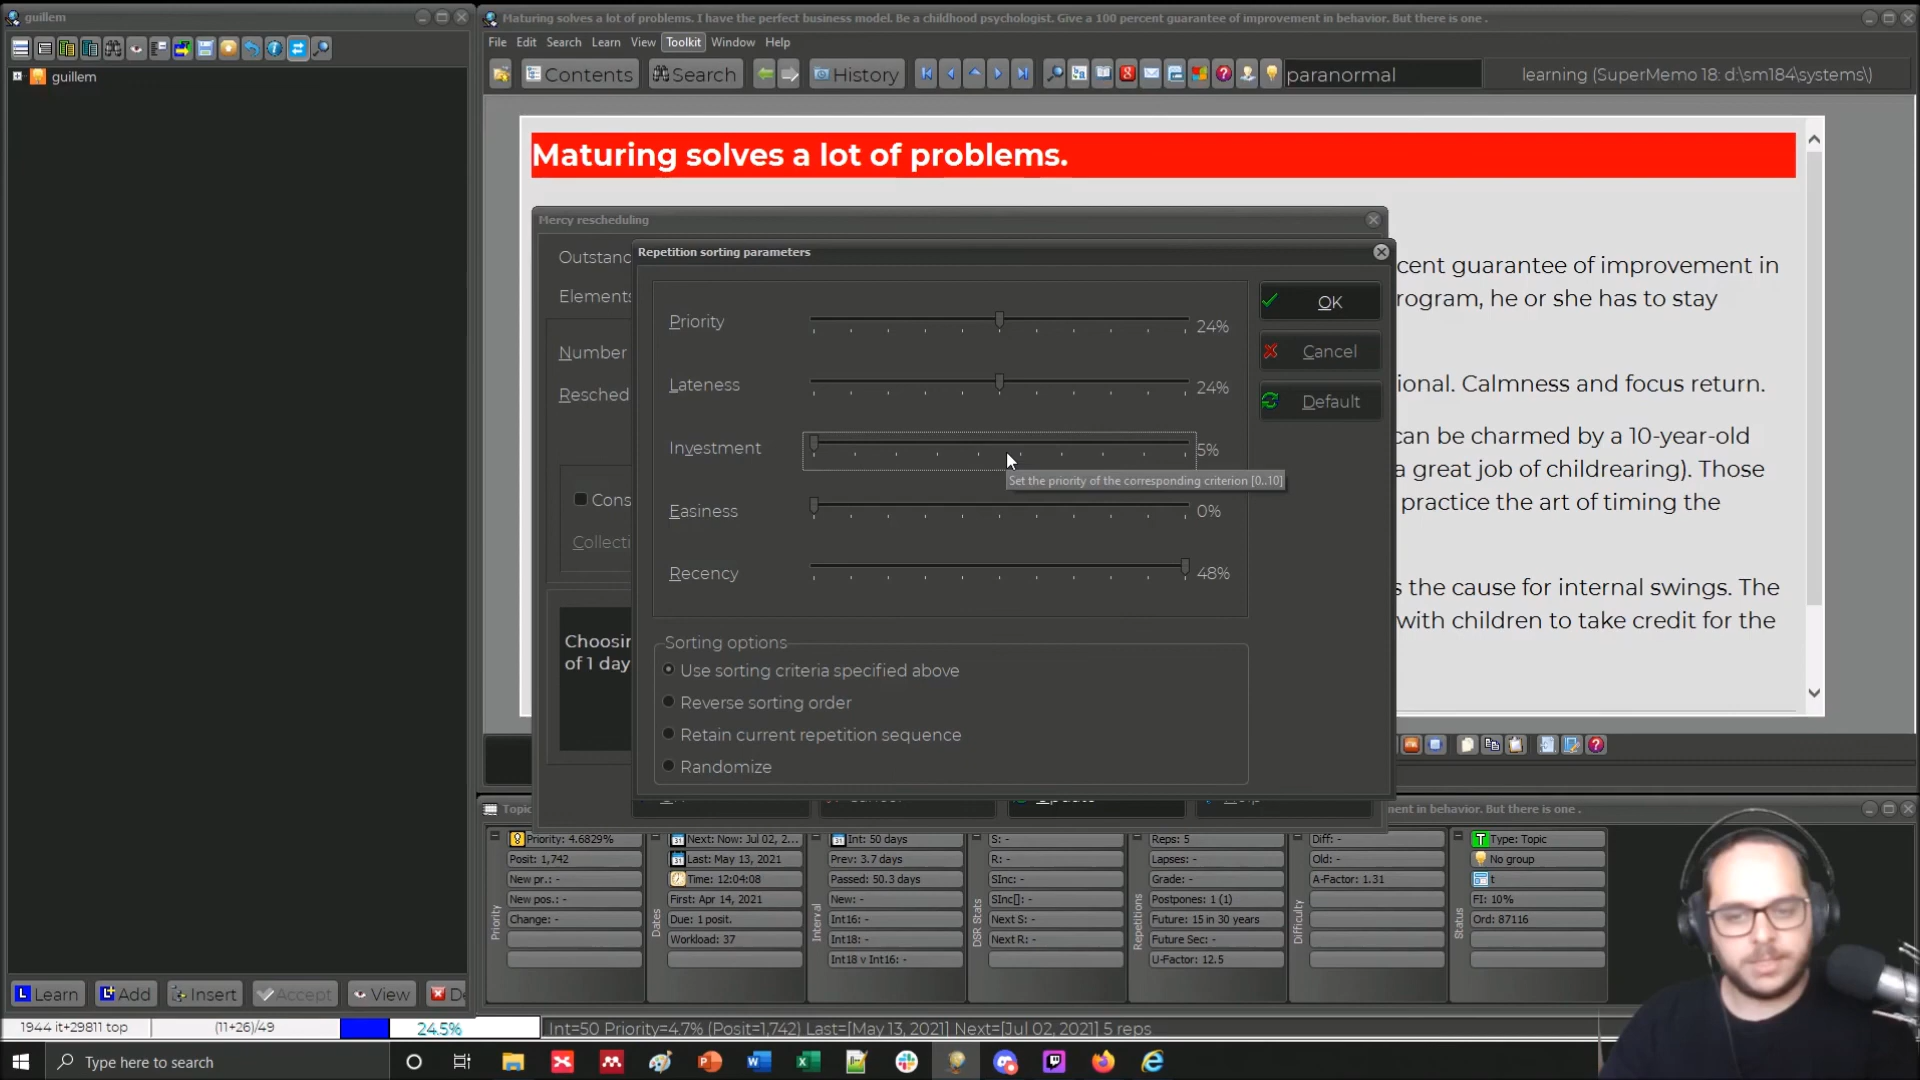 guillem
Maturing solves a lot of problems. I have the perfect business model. Be a childhood psychologist. Give a 100 percent guarantee of improvement in behavior. But there is one .
File Edit Search Learn View Toolkit Window Help
Contents Search History paranormal learning (SuperMemo 18: d:\sm184\systems\)
guillem
Maturing solves a lot of problems.
Mercy rescheduling
Repetition sorting parameters
Outstanc
Elements
Number
Resched
Cons
Collecti
Choosin
of 1 day
Priority 24%
Lateness 24%
Investment 5%
Set the priority of the corresponding criterion [0..10]
Easiness 0%
Recency 48%
OK
Cancel
Default
Sorting options
Use sorting criteria specified above
Reverse sorting order
Retain current repetition sequence
Randomize
cent guarantee of improvement in
rogram, he or she has to stay
ional. Calmness and focus return.
can be charmed by a 10-year-old
a great job of childrearing). Those
practice the art of timing the
s the cause for internal swings. The
with children to take credit for the
Topic
ment in behavior. But there is one .
Priority: 4.6829% Next: Now: Jul 02, 2... Int: 50 days S: - Reps: 5 Diff: - Type: Topic
Posit: 1,742 Last: May 13, 2021 Prev: 3.7 days R: - Lapses: - Old: - No group
New pr.: - Time: 12:04:08 Passed: 50.3 days SInc: - Grade: - A-Factor: 1.31 t
New pos.: - First: Apr 14, 2021 New: - SInc[]: - Postpones: 1 (1) FI: 10%
Change: - Due: 1 posit. Int16: - Next S: - Future: 15 in 30 years Ord: 87116
Workload: 37 Int18: - Next R: - Future Sec: -
Int18 v Int16: - U-Factor: 12.5
Priority
Dates
Interval
DSR Stats
Repetitions
Difficulty
Status
Learn Add Insert Accept View De
1944 it+29811 top (11+26)/49 24.5% Int=50 Priority=4.7% (Posit=1,742) Last=[May 13, 2021] Next=[Jul 02, 2021] 5 reps
Type here to search